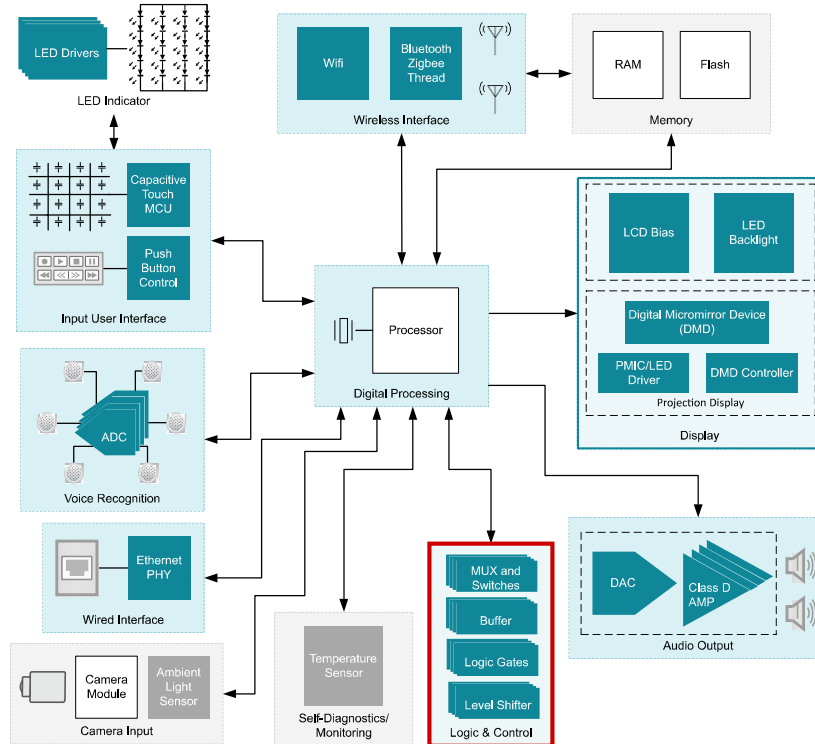 LED Drivers
LED Indicator
Wifi
Bluetooth
Zigbee
Thread
Wireless Interface
RAM
Flash
Memory
Capacitive
Touch
MCU
Push
Button
Control
Input User Interface
LCD Bias
LED
Backlight
Digital Micromirror Device
(DMD)
PMIC/LED
Driver
DMD Controller
Projection Display
Display
Processor
Digital Processing
ADC
Voice Recognition
Ethernet
PHY
Wired Interface
Camera
Module
Ambient
Light
Sensor
Camera Input
Temperature
Sensor
Self-Diagnostics/
Monitoring
MUX and
Switches
Buffer
Logic Gates
Level Shifter
Logic & Control
DAC
Class D
AMP
Audio Output